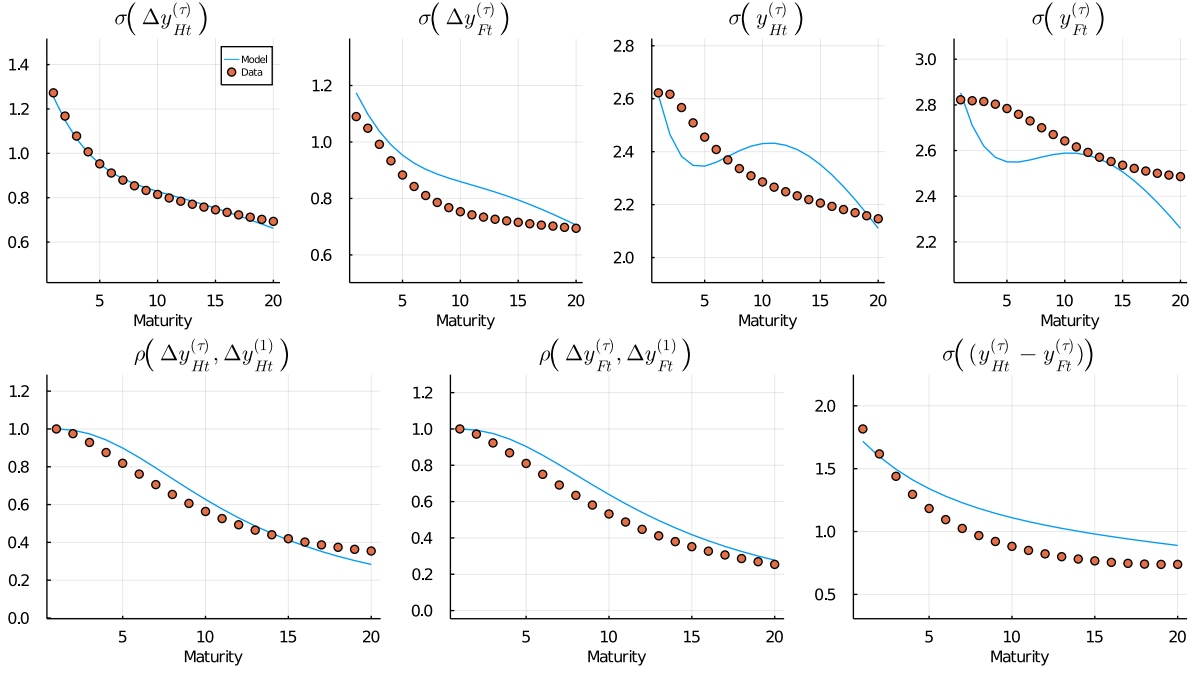 σ( Δy_{Ht}^{(τ)} )
σ( Δy_{Ft}^{(τ)} )
σ( y_{Ht}^{(τ)} )
σ( y_{Ft}^{(τ)} )
1.4
1.2
1.0
0.8
0.6
Model
Data
5 10 15 20
Maturity
1.2
1.0
0.8
0.6
5 10 15 20
Maturity
2.8
2.6
2.4
2.2
2.0
5 10 15 20
Maturity
3.0
2.8
2.6
2.4
2.2
5 10 15 20
Maturity
ρ( Δy_{Ht}^{(τ)}, Δy_{Ht}^{(1)} )
ρ( Δy_{Ft}^{(τ)}, Δy_{Ft}^{(1)} )
σ( (y_{Ht}^{(τ)} − y_{Ft}^{(τ)}) )
1.2
1.0
0.8
0.6
0.4
0.2
0.0
5 10 15 20
Maturity
1.2
1.0
0.8
0.6
0.4
0.2
0.0
5 10 15 20
Maturity
2.0
1.5
1.0
0.5
5 10 15 20
Maturity